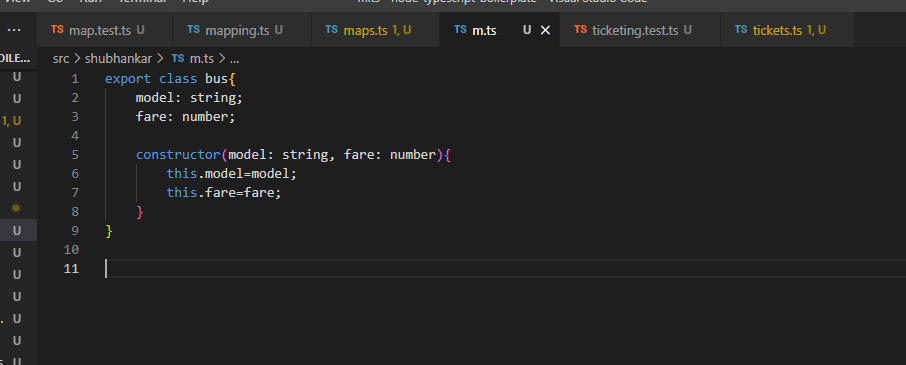 View Go Run Terminal Help m.ts - node-typescript-boilerplate - Visual Studio Code
... TS map.test.ts U TS mapping.ts U TS maps.ts 1, U TS m.ts U TS ticketing.test.ts U TS tickets.ts 1, U
OILE... src > shubhankar > TS m.ts > ...
U
U
1, U
U
U
U
U
U
U
U
U
U
U
1 export class bus{
2 model: string;
3 fare: number;
4
5 constructor(model: string, fare: number){
6 this.model=model;
7 this.fare=fare;
8 }
9 }
10
11